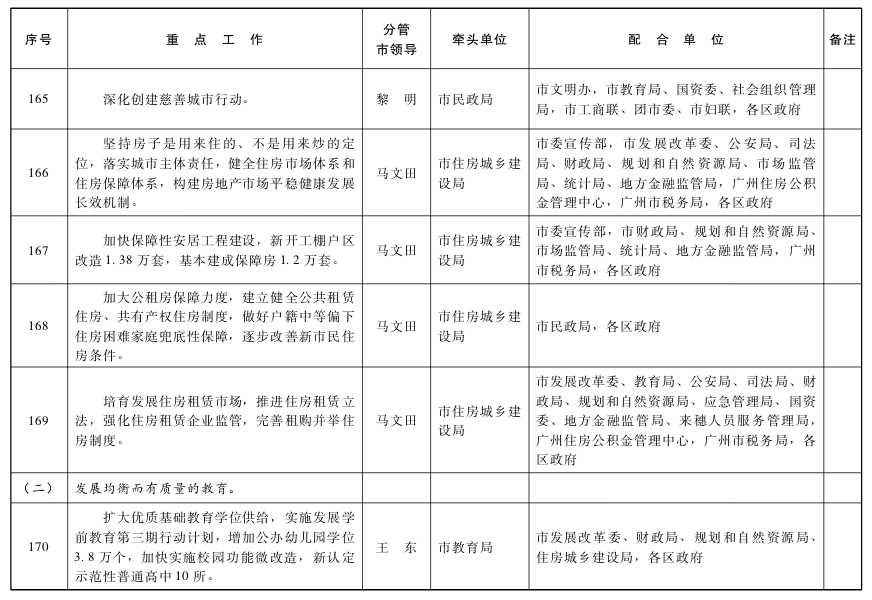 序号 重点工作 分管市领导 牵头单位 配合单位 备注
165 深化创建慈善城市行动。 黎 明 市民政局 市文明办，市教育局、国资委、社会组织管理
局，市工商联、团市委、市妇联，各区政府
166 坚持房子是用来住的、不是用来炒的定
位，落实城市主体责任，健全住房市场体系和
住房保障体系，构建房地产市场平稳健康发展
长效机制。
马文田
市住房城乡建
设局
市委宣传部，市发展改革委、公安局、司法
局、财政局、规划和自然资源局、市场监管
局、统计局、地方金融监管局，广州住房公积
金管理中心，广州市税务局，各区政府
167 加快保障性安居工程建设，新开工棚户区
改造1.38万套，基本建成保障房1.2万套。
马文田
市住房城乡建
设局
市委宣传部，市财政局、规划和自然资源局、
市场监管局、统计局、地方金融监管局，广州
市税务局，各区政府
168 加大公租房保障力度，建立健全公共租赁
住房、共有产权住房制度，做好户籍中等偏下
住房困难家庭兜底性保障，逐步改善新市民住
房条件。
马文田
市住房城乡建
设局
市民政局，各区政府
169 培育发展住房租赁市场，推进住房租赁立
法，强化住房租赁企业监管，完善租购并举住
房制度。
马文田
市住房城乡建
设局
市发展改革委、教育局、公安局、司法局、财
政局、规划和自然资源局、应急管理局、国资
委、地方金融监管局、来穗人员服务管理局，
广州住房公积金管理中心，广州市税务局，各
区政府
（二） 发展均衡而有质量的教育。
170 扩大优质基础教育学位供给，实施发展学
前教育第三期行动计划，增加公办幼儿园学位
3.8万个，加快实施校园功能微改造，新认定
示范性普通高中10所。
王 东
市教育局
市发展改革委、财政局、规划和自然资源局、
住房城乡建设局，各区政府